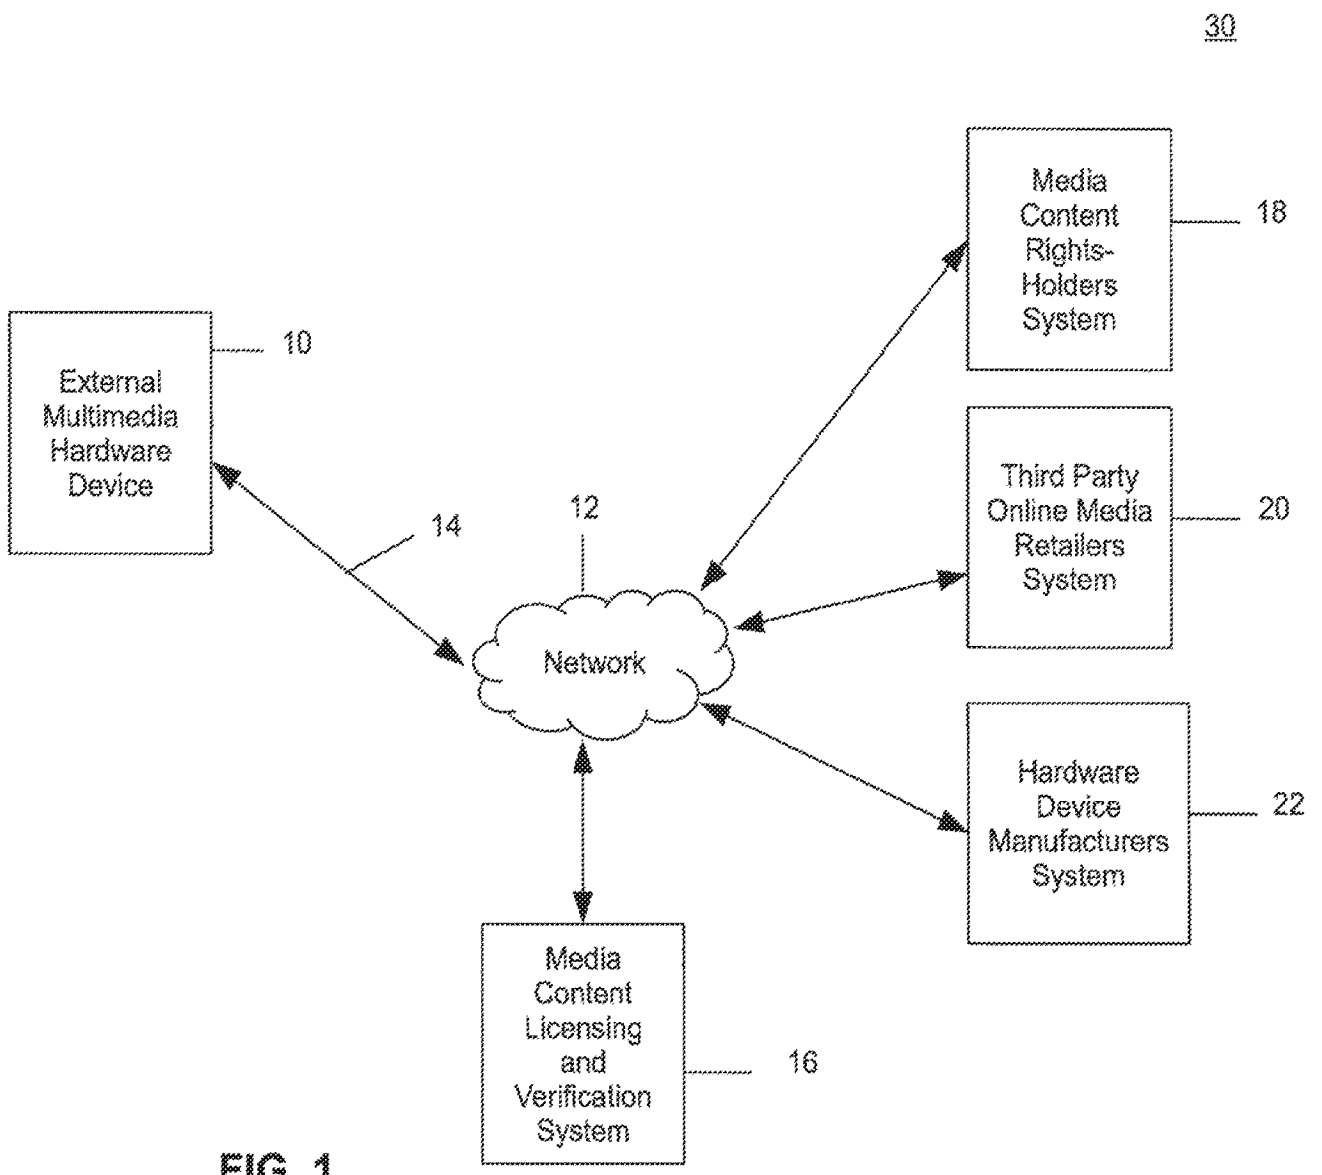 30
Media
Content
Rights-
Holders
System
18
External
Multimedia
Hardware
Device
10
Third Party
Online Media
Retailers
System
20
14
12
Network
Hardware
Device
Manufacturers
System
22
Media
Content
Licensing
and
Verification
System
16
FIG. 1